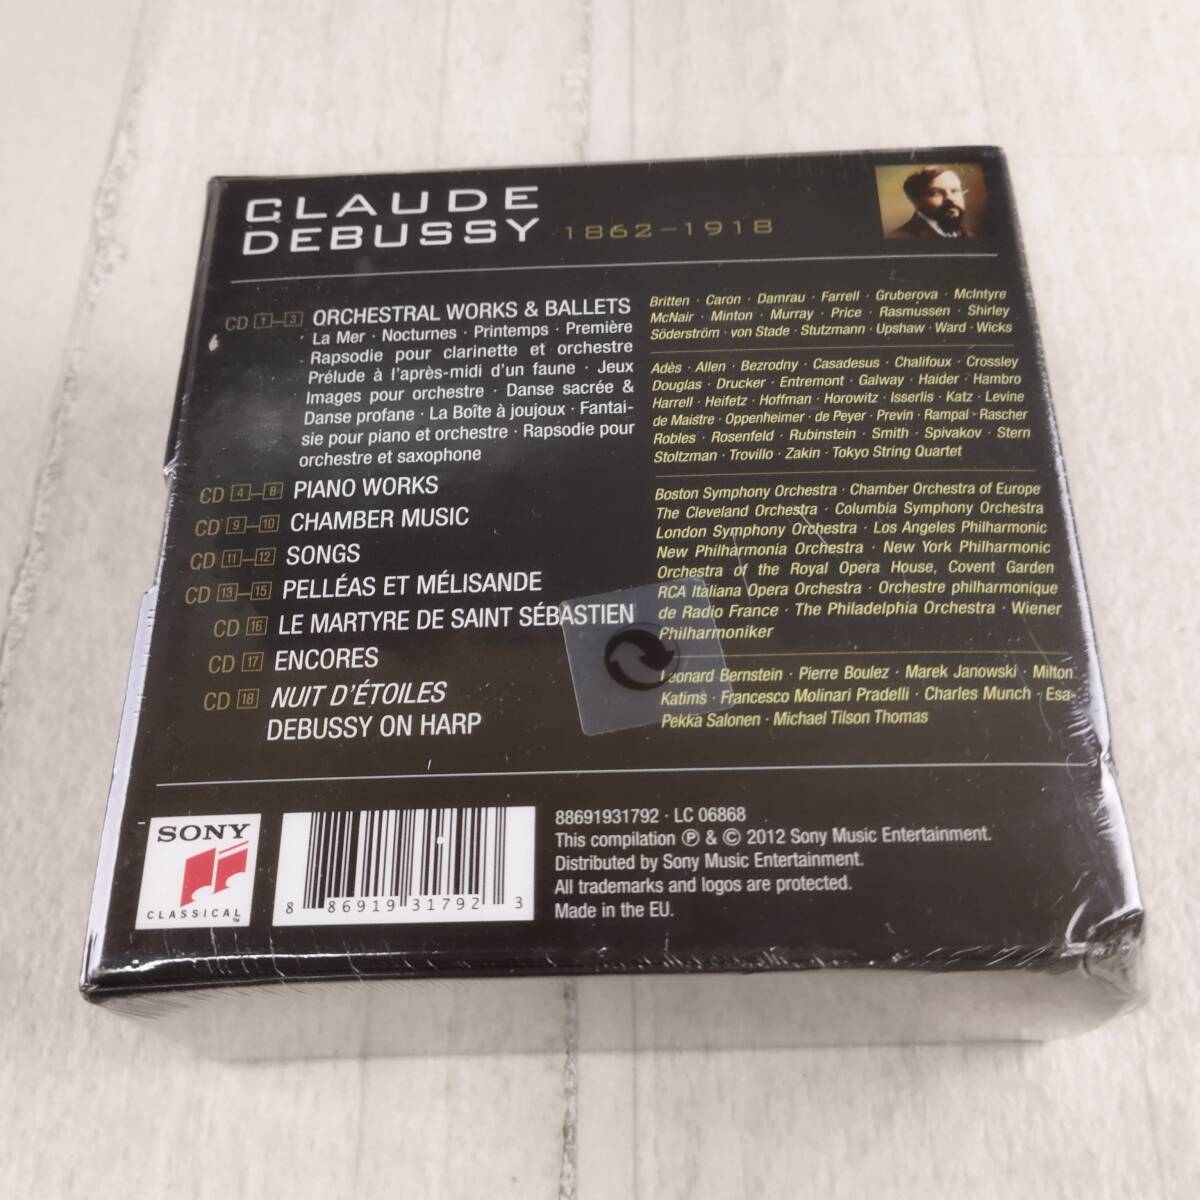 CLAUDE
DEBUSSY 1862–1918
CD 1–3 ORCHESTRAL WORKS & BALLETS
La Mer · Nocturnes · Printemps · Première
Rapsodie pour clarinette et orchestre
Prélude à l'après-midi d'un faune · Jeux
Images pour orchestre · Danse sacrée &
Danse profane · La Boîte à joujoux · Fantai-
sie pour piano et orchestre · Rapsodie pour
orchestre et saxophone
CD 4–8 PIANO WORKS
CD 9–10 CHAMBER MUSIC
CD 11–12 SONGS
CD 13–15 PELLÉAS ET MÉLISANDE
CD 16 LE MARTYRE DE SAINT SÉBASTIEN
CD 17 ENCORES
CD 18 NUIT D'ÉTOILES
DEBUSSY ON HARP
Britten · Caron · Damrau · Farrell · Gruberova · McIntyre
McNair · Minton · Murray · Price · Rasmussen · Shirley
Söderström · von Stade · Stutzmann · Upshaw · Ward · Wicks
Adès · Allen · Bezrodny · Casadesus · Chalifoux · Crossley
Douglas · Drucker · Entremont · Galway · Haider · Hambro
Harrell · Heifetz · Hoffman · Horowitz · Isserlis · Katz · Levine
de Maistre · Oppenheimer · de Peyer · Previn · Rampal · Rascher
Robles · Rosenfeld · Rubinstein · Smith · Spivakov · Stern
Stoltzman · Trovillo · Zakin · Tokyo String Quartet
Boston Symphony Orchestra · Chamber Orchestra of Europe
The Cleveland Orchestra · Columbia Symphony Orchestra
London Symphony Orchestra · Los Angeles Philharmonic
New Philharmonia Orchestra · New York Philharmonic
Orchestra of the Royal Opera House, Covent Garden
RCA Italiana Opera Orchestra · Orchestre philharmonique
de Radio France · The Philadelphia Orchestra · Wiener
Philharmoniker
Leonard Bernstein · Pierre Boulez · Marek Janowski · Milton
Katims · Francesco Molinari Pradelli · Charles Munch · Esa-
Pekka Salonen · Michael Tilson Thomas
SONY
CLASSICAL™
8 86919 31792 3
88691931792 · LC 06868
This compilation ℗ & © 2012 Sony Music Entertainment.
Distributed by Sony Music Entertainment.
All trademarks and logos are protected.
Made in the EU.